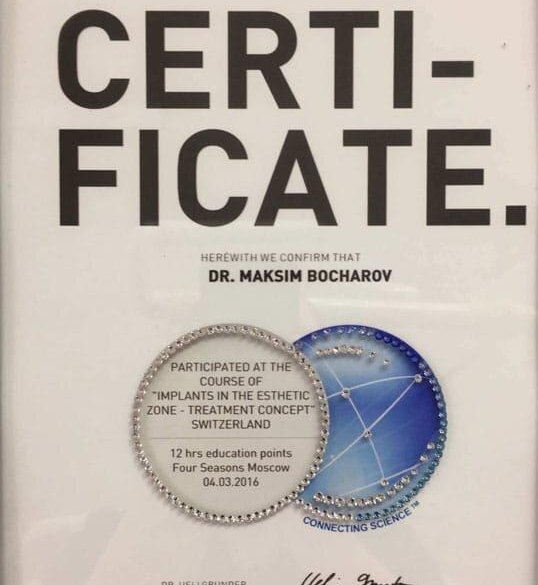 CERTI-
FICATE.
HEREWITH WE CONFIRM THAT
DR. MAKSIM BOCHAROV
PARTICIPATED AT THE
COURSE OF
"IMPLANTS IN THE ESTHETIC
ZONE - TREATMENT CONCEPT"
SWITZERLAND
12 hrs education points
Four Seasons Moscow
04.03.2016
CONNECTING SCIENCE™